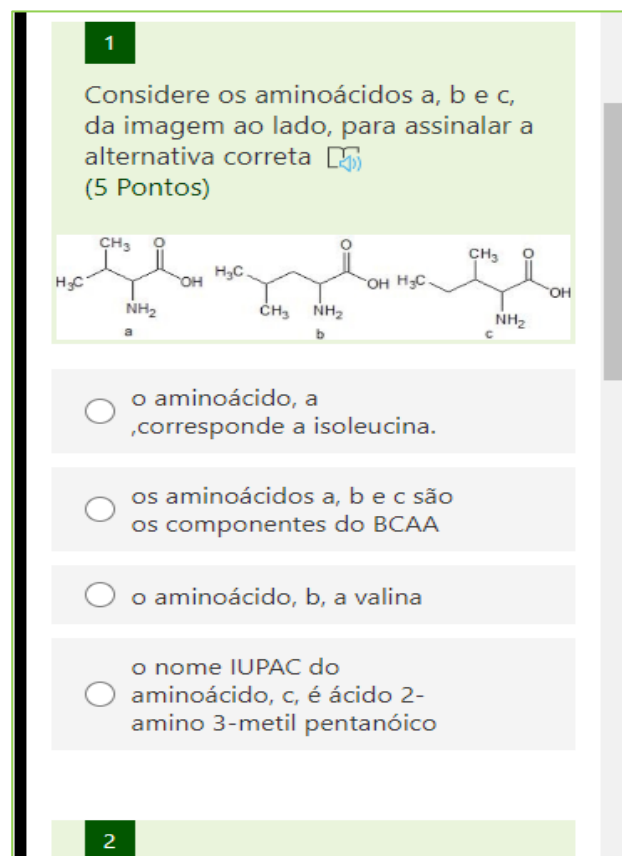 1
Considere os aminoácidos a, b e c,
da imagem ao lado, para assinalar a
alternativa correta
(5 Pontos)
CH3 O
H3C OH
NH2
a
H3C O
OH
CH3 NH2
b
CH3 O
H3C OH
NH2
c
o aminoácido, a
,corresponde a isoleucina.
os aminoácidos a, b e c são
os componentes do BCAA
o aminoácido, b, a valina
o nome IUPAC do
aminoácido, c, é ácido 2-
amino 3-metil pentanóico
2